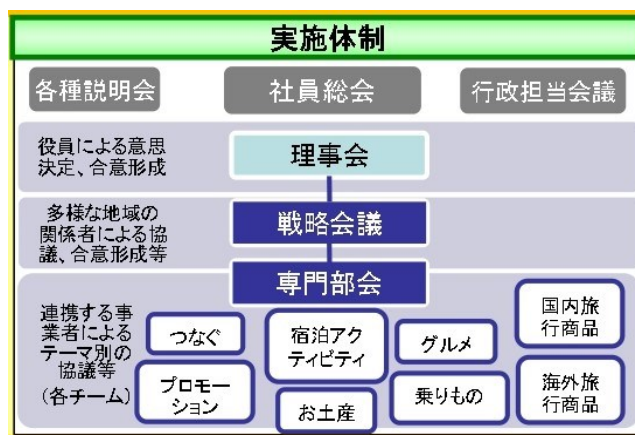 実施体制
各種説明会
社員総会
行政担当会議
役員による意思
決定、合意形成
理事会
多様な地域の
関係者による協
議、合意形成等
戦略会議
専門部会
連携する事
業者による
テーマ別の
協議等
(各チーム)
つなぐ
宿泊アク
ティビティ
グルメ
国内旅
行商品
プロモー
ション
お土産
乗りもの
海外旅
行商品